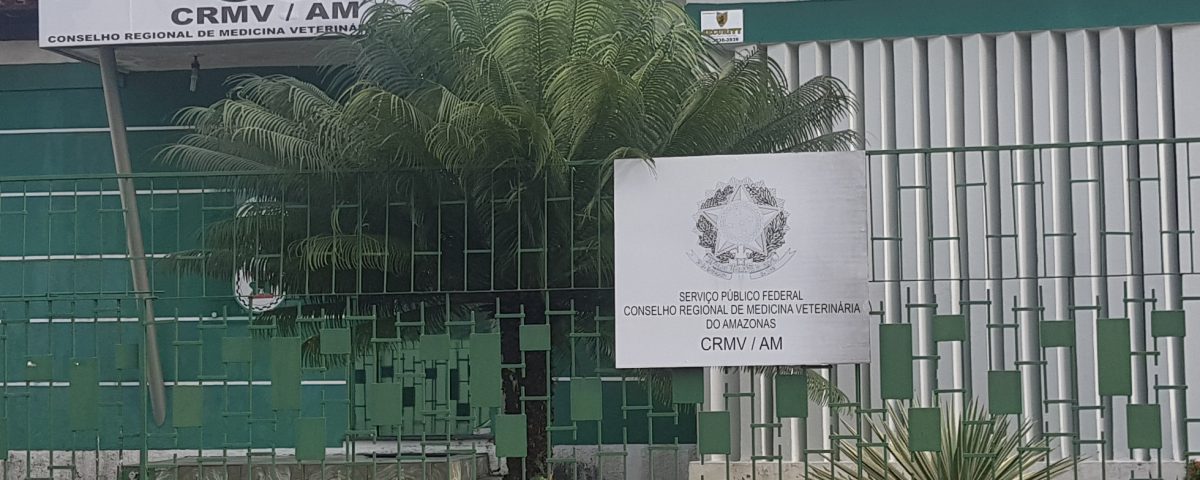 CRMV / AM
CONSELHO REGIONAL DE MEDICINA VETERINÁR
SECURITY
SERVIÇO PÚBLICO FEDERAL
CONSELHO REGIONAL DE MEDICINA VETERINÁRIA
DO AMAZONAS
CRMV / AM